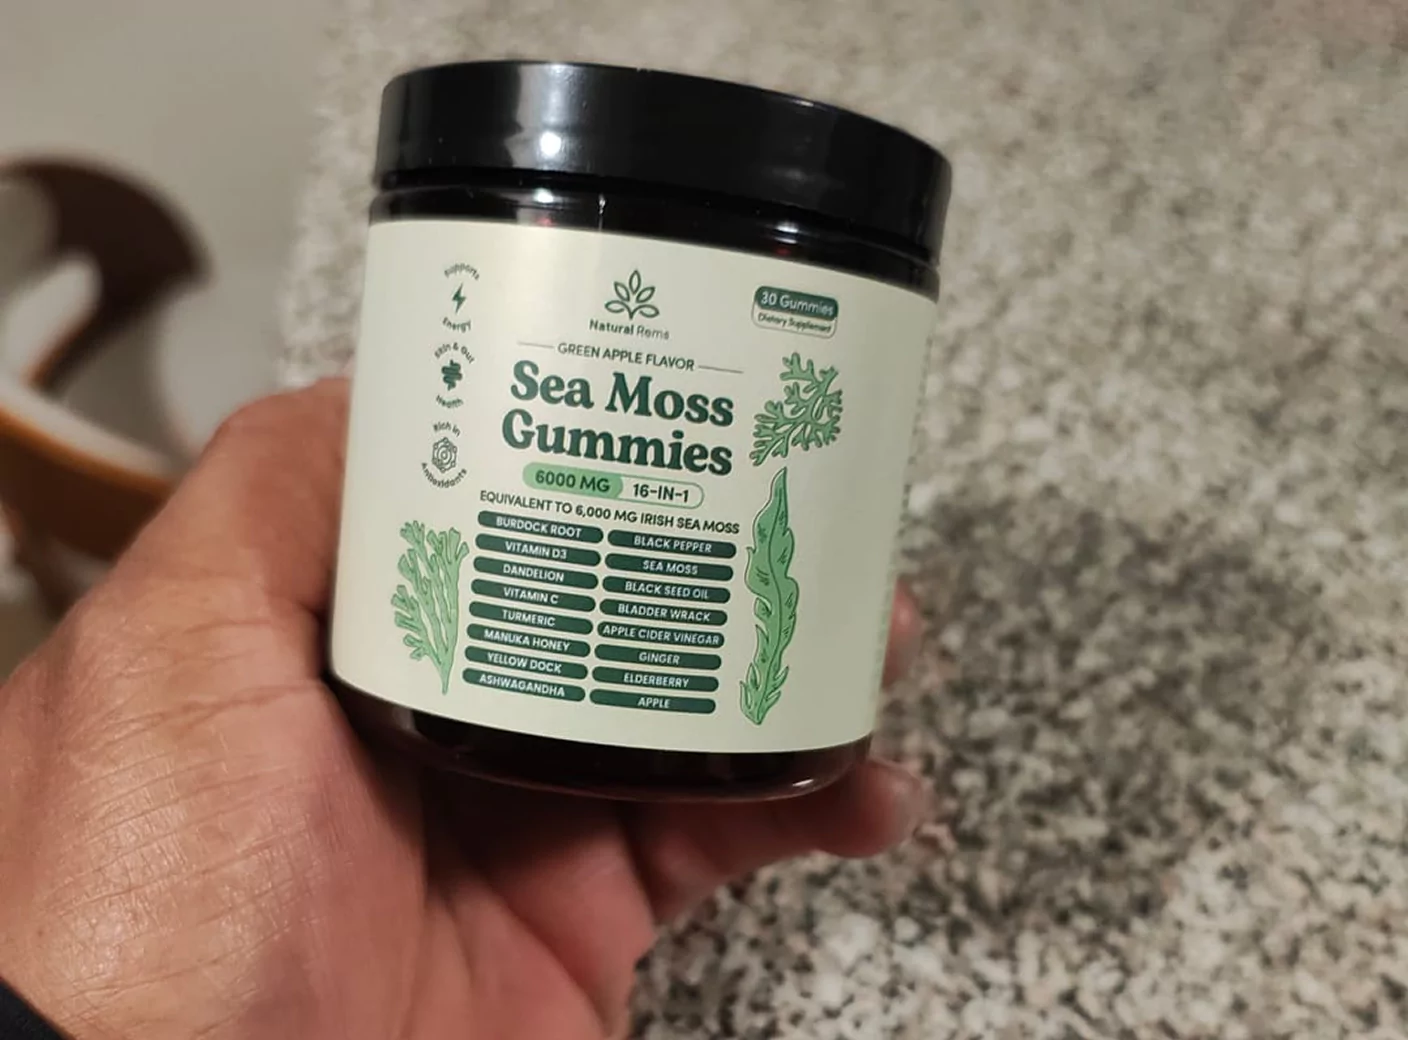 Supports
Energy
Skin & Gut
Health
Rich in
Antioxidants
Natural Rems
30 Gummies
Dietary Supplement
GREEN APPLE FLAVOR
Sea Moss
Gummies
6000 MG 16-IN-1
EQUIVALENT TO 6,000 MG IRISH SEA MOSS
BURDOCK ROOT BLACK PEPPER
VITAMIN D3 SEA MOSS
DANDELION BLACK SEED OIL
VITAMIN C BLADDER WRACK
TURMERIC APPLE CIDER VINEGAR
MANUKA HONEY GINGER
YELLOW DOCK ELDERBERRY
ASHWAGANDHA APPLE